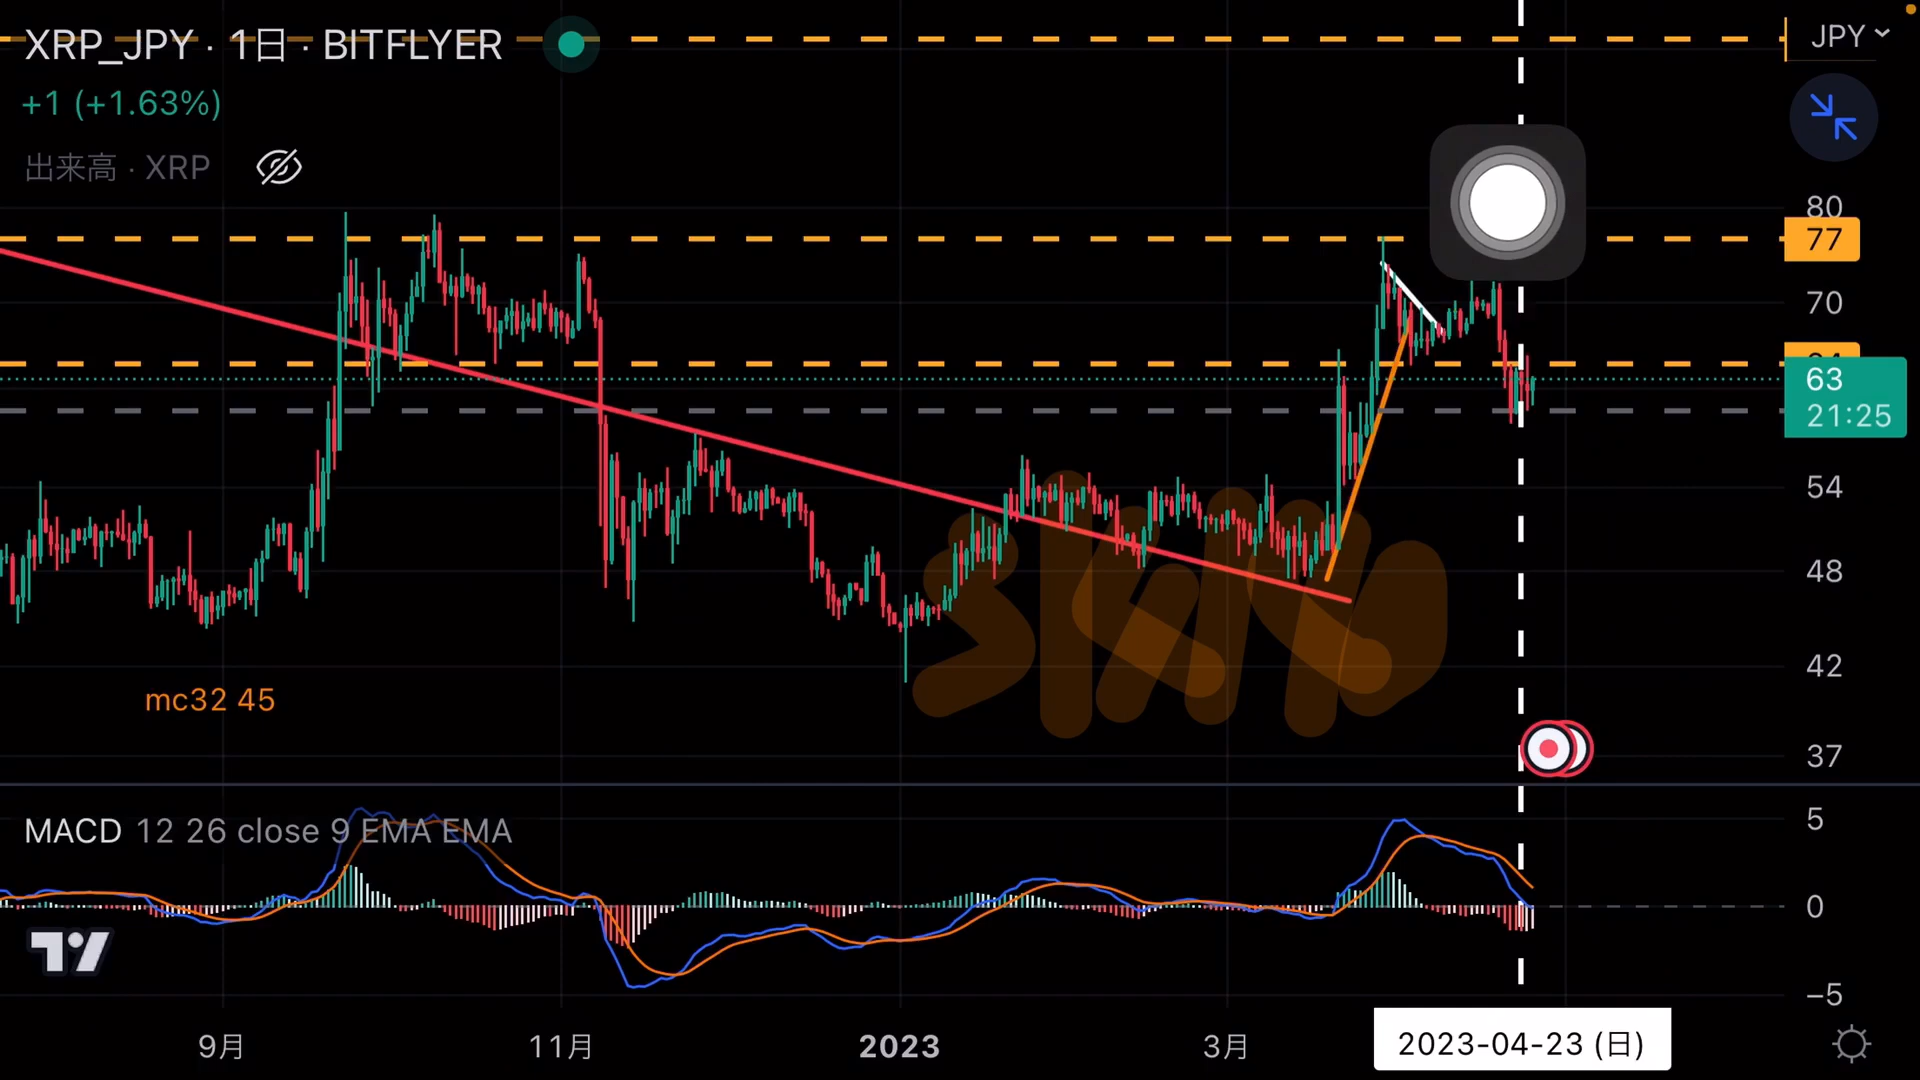 XRP_JPY · 1日 · BITFLYER
JPY
+1 (+1.63%)
出来高 · XRP
80
77
70
63
21:25
54
48
42
mc32 45
37
MACD 12 26 close 9 EMA EMA
5
0
−5
9月
11月
2023
3月
2023-04-23 (日)